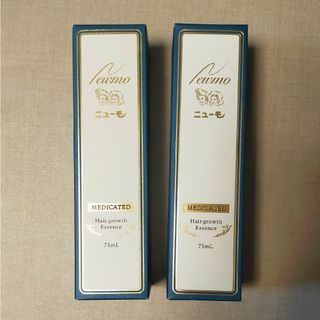 Newmo
ニューモ
MEDICATED
Hair growth
Essence
75mL
Newmo
ニューモ
MEDICATED
Hair growth
Essence
75mL